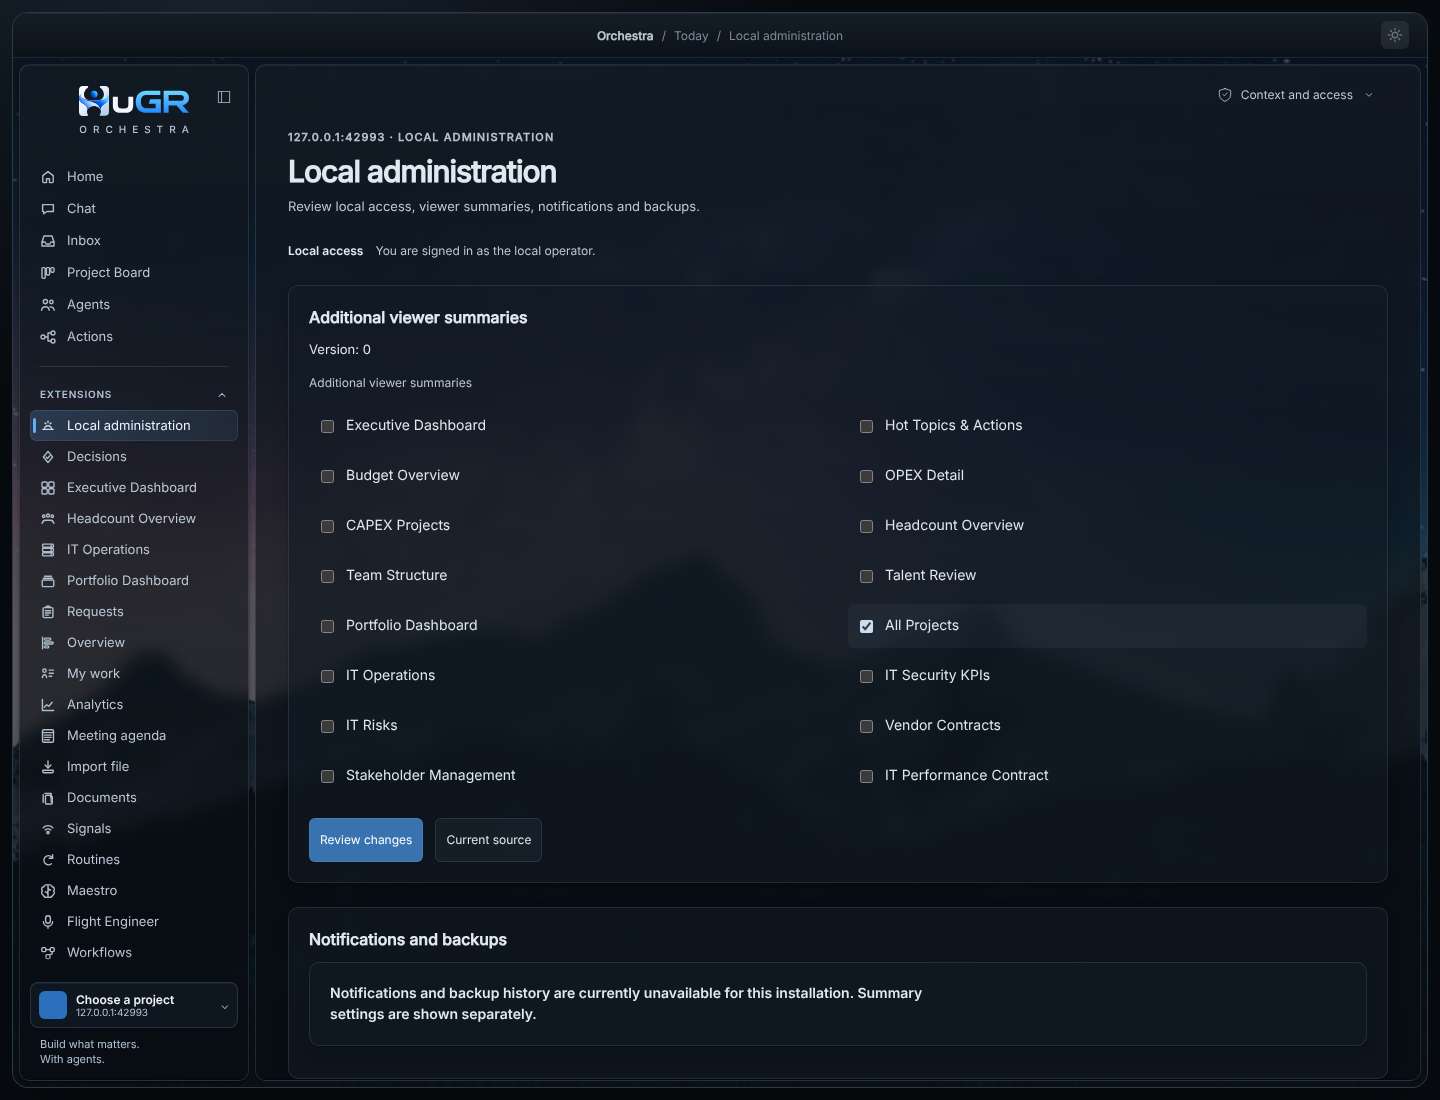 Orchestra / Today / Local administration
HuGR
ORCHESTRA
Home
Chat
Inbox
Project Board
Agents
Actions
EXTENSIONS
Local administration
Decisions
Executive Dashboard
Headcount Overview
IT Operations
Portfolio Dashboard
Requests
Overview
My work
Analytics
Meeting agenda
Import file
Documents
Signals
Routines
Maestro
Flight Engineer
Workflows
Choose a project
127.0.0.1:42993
Build what matters.
With agents.
Context and access
127.0.0.1:42993 · LOCAL ADMINISTRATION
Local administration
Review local access, viewer summaries, notifications and backups.
Local access You are signed in as the local operator.
Additional viewer summaries
Version: 0
Additional viewer summaries
Executive Dashboard
Hot Topics & Actions
Budget Overview
OPEX Detail
CAPEX Projects
Headcount Overview
Team Structure
Talent Review
Portfolio Dashboard
All Projects
IT Operations
IT Security KPIs
IT Risks
Vendor Contracts
Stakeholder Management
IT Performance Contract
Review changes
Current source
Notifications and backups
Notifications and backup history are currently unavailable for this installation. Summary
settings are shown separately.